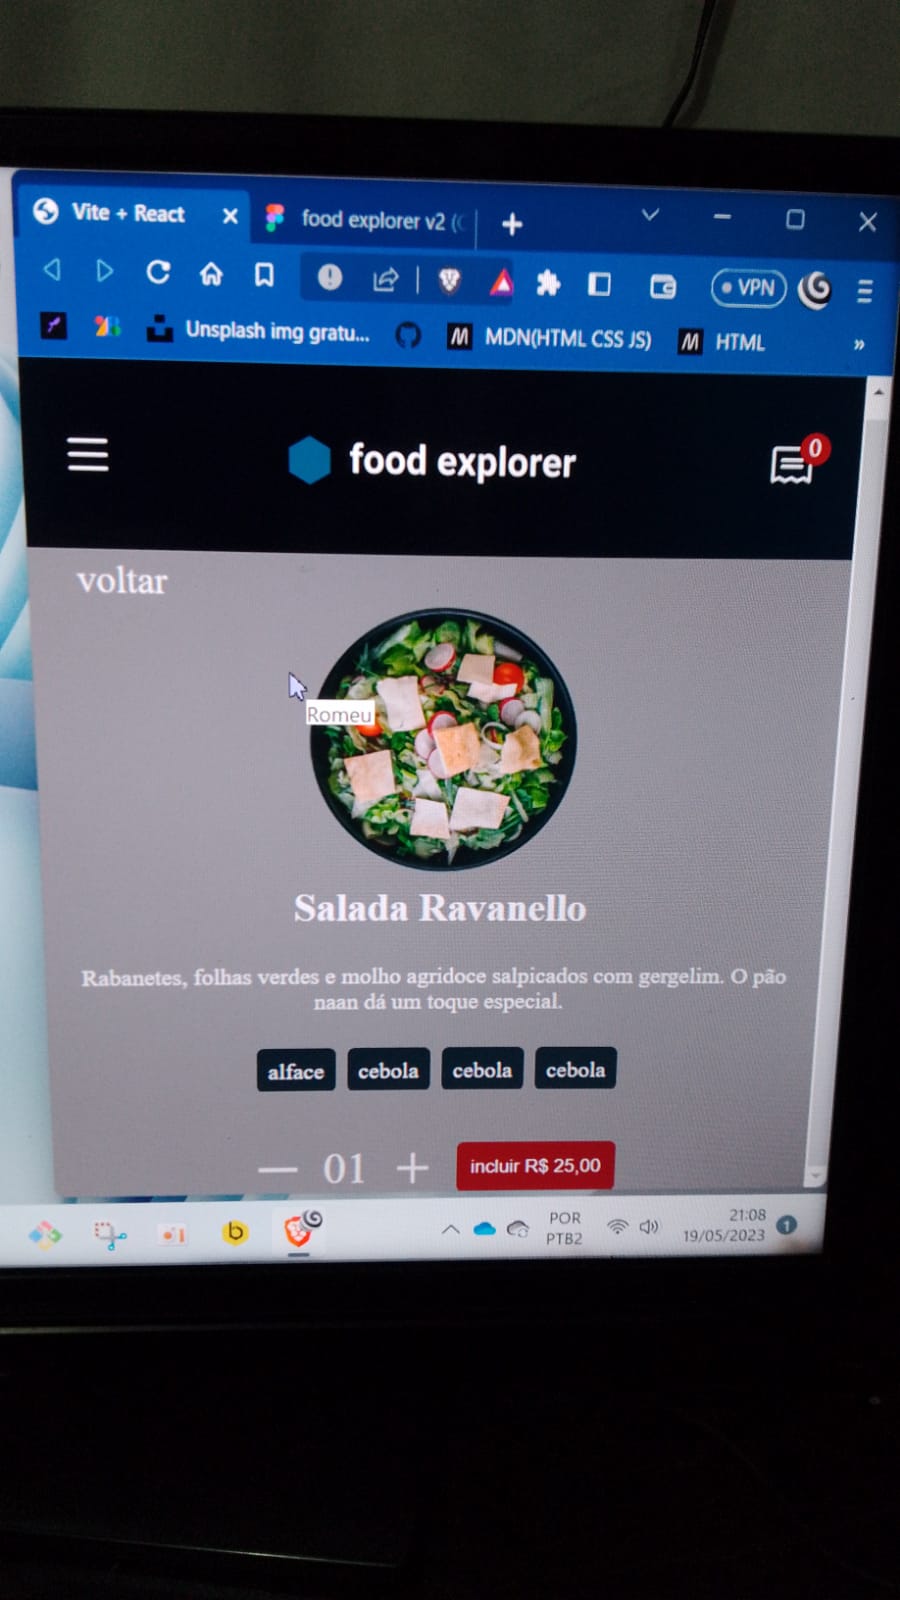 Vite + React
food explorer v2 (
VPN
Unsplash img gratu...
MDN(HTML CSS JS)
HTML
»
food explorer
0
voltar
Romeu
Salada Ravanello
Rabanetes, folhas verdes e molho agridoce salpicados com gergelim. O pão
naan dá um toque especial.
alface cebola cebola cebola
— 01 + incluir R$ 25,00
POR
PTB2
21:08
19/05/2023
1